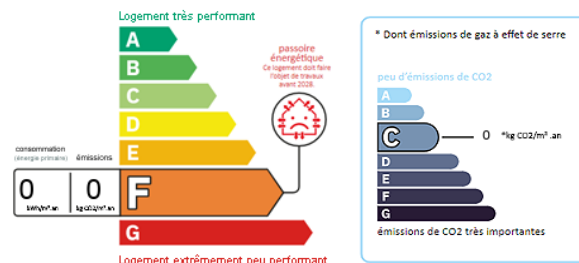 Logement très performant
A
B
C
D
E
F
G
passoire
énergétique
Ce logement doit faire
l'objet de travaux
avant 2028.
consommation
(énergie primaire)
émissions
0
kWh/m².an
0
kg CO2/m².an
Logement extrêmement peu performant
* Dont émissions de gaz à effet de serre
peu d'émissions de CO2
A
B
C
0 *kg CO2/m² .an
D
E
F
G
émissions de CO2 très importantes